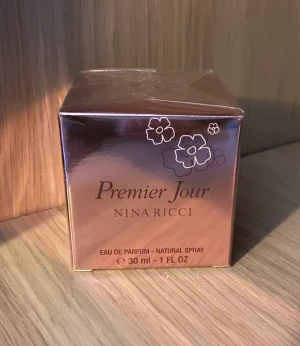 Premier Jour
NINA RICCI
EAU DE PARFUM - NATURAL SPRAY
℮ 30 ml - 1 FL OZ